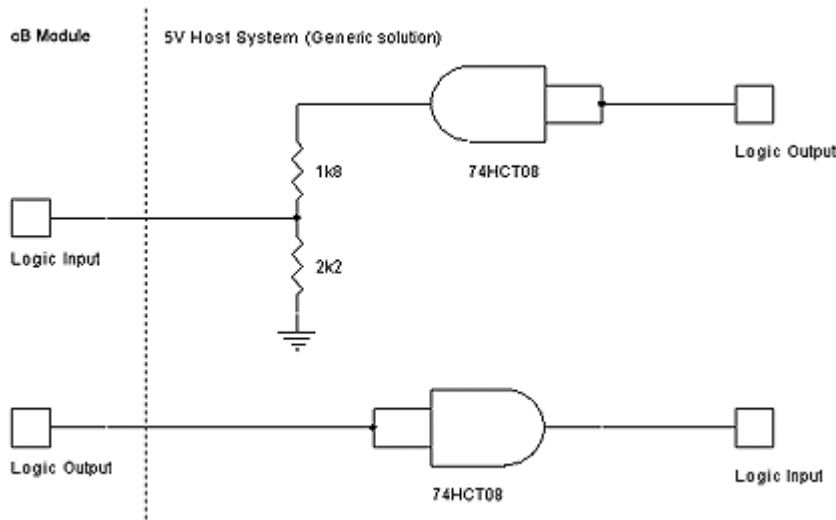 oB Module
5V Host System (Generic solution)
Logic Output
74HCT08
1k8
Logic Input
2k2
Logic Output
Logic Input
74HCT08